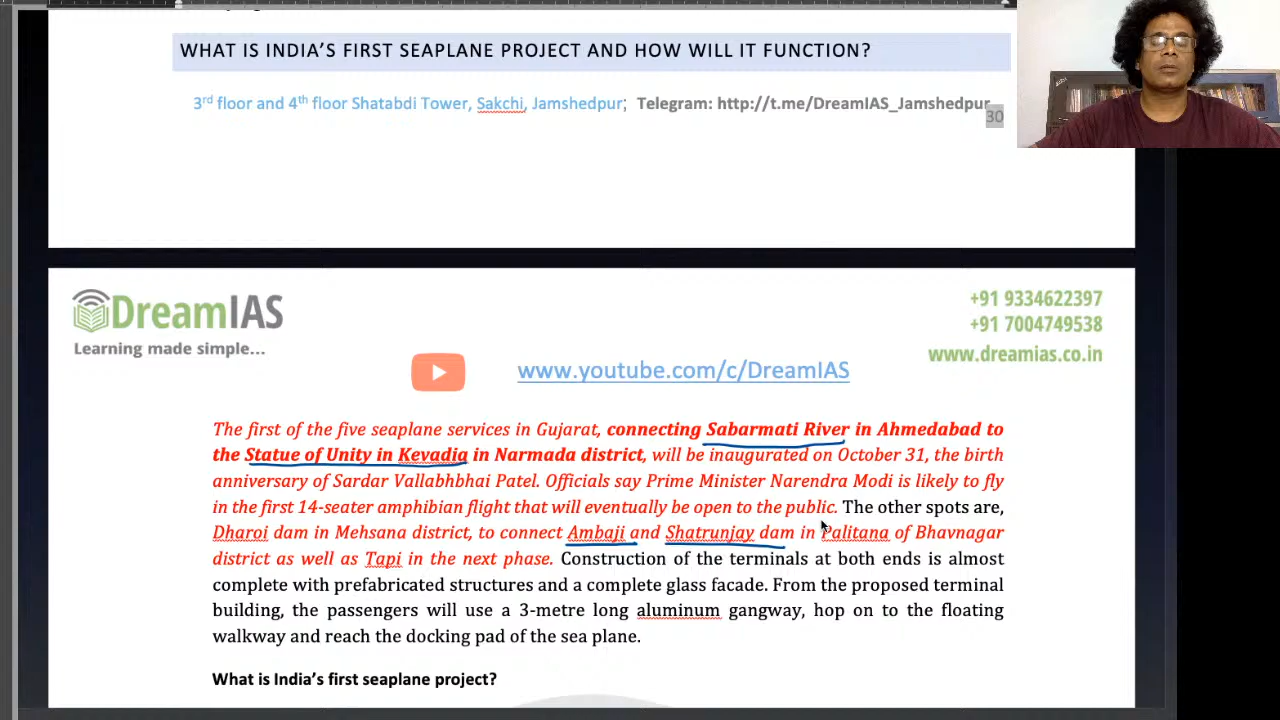 WHAT IS INDIA'S FIRST SEAPLANE PROJECT AND HOW WILL IT FUNCTION?
3rd floor and 4th floor Shatabdi Tower, Sakchi, Jamshedpur; Telegram: http://t.me/DreamIAS_Jamshedpur
30
DreamIAS
Learning made simple...
+91 9334622397
+91 7004749538
www.dreamias.co.in
www.youtube.com/c/DreamIAS
The first of the five seaplane services in Gujarat, connecting Sabarmati River in Ahmedabad to
the Statue of Unity in Kevadia in Narmada district, will be inaugurated on October 31, the birth
anniversary of Sardar Vallabhbhai Patel. Officials say Prime Minister Narendra Modi is likely to fly
in the first 14-seater amphibian flight that will eventually be open to the public. The other spots are,
Dharoi dam in Mehsana district, to connect Ambaji and Shatrunjay dam in Palitana of Bhavnagar
district as well as Tapi in the next phase. Construction of the terminals at both ends is almost
complete with prefabricated structures and a complete glass facade. From the proposed terminal
building, the passengers will use a 3-metre long aluminum gangway, hop on to the floating
walkway and reach the docking pad of the sea plane.
What is India's first seaplane project?